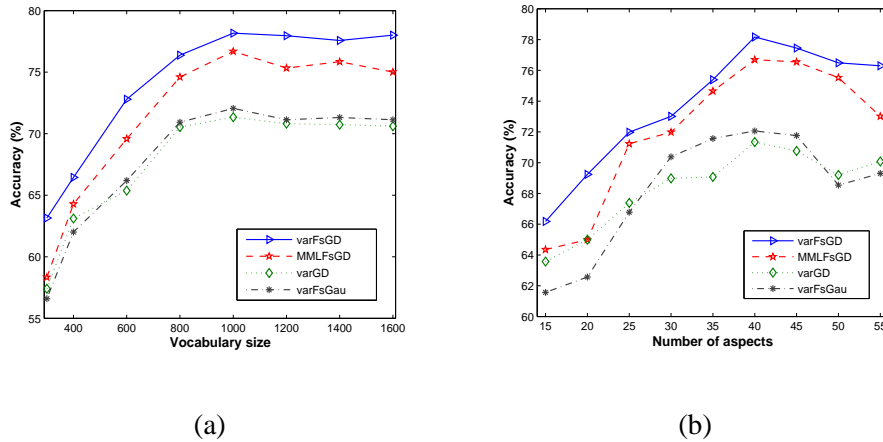 80
75
70
65
60
55
Accuracy (%)
400 600 800 1000 1200 1400 1600
Vocabulary size
varFsGD
MMLFsGD
varGD
varFsGau
(a)
80
78
76
74
72
70
68
66
64
62
60
Accuracy (%)
15 20 25 30 35 40 45 50 55
Number of aspects
varFsGD
MMLFsGD
varGD
varFsGau
(b)